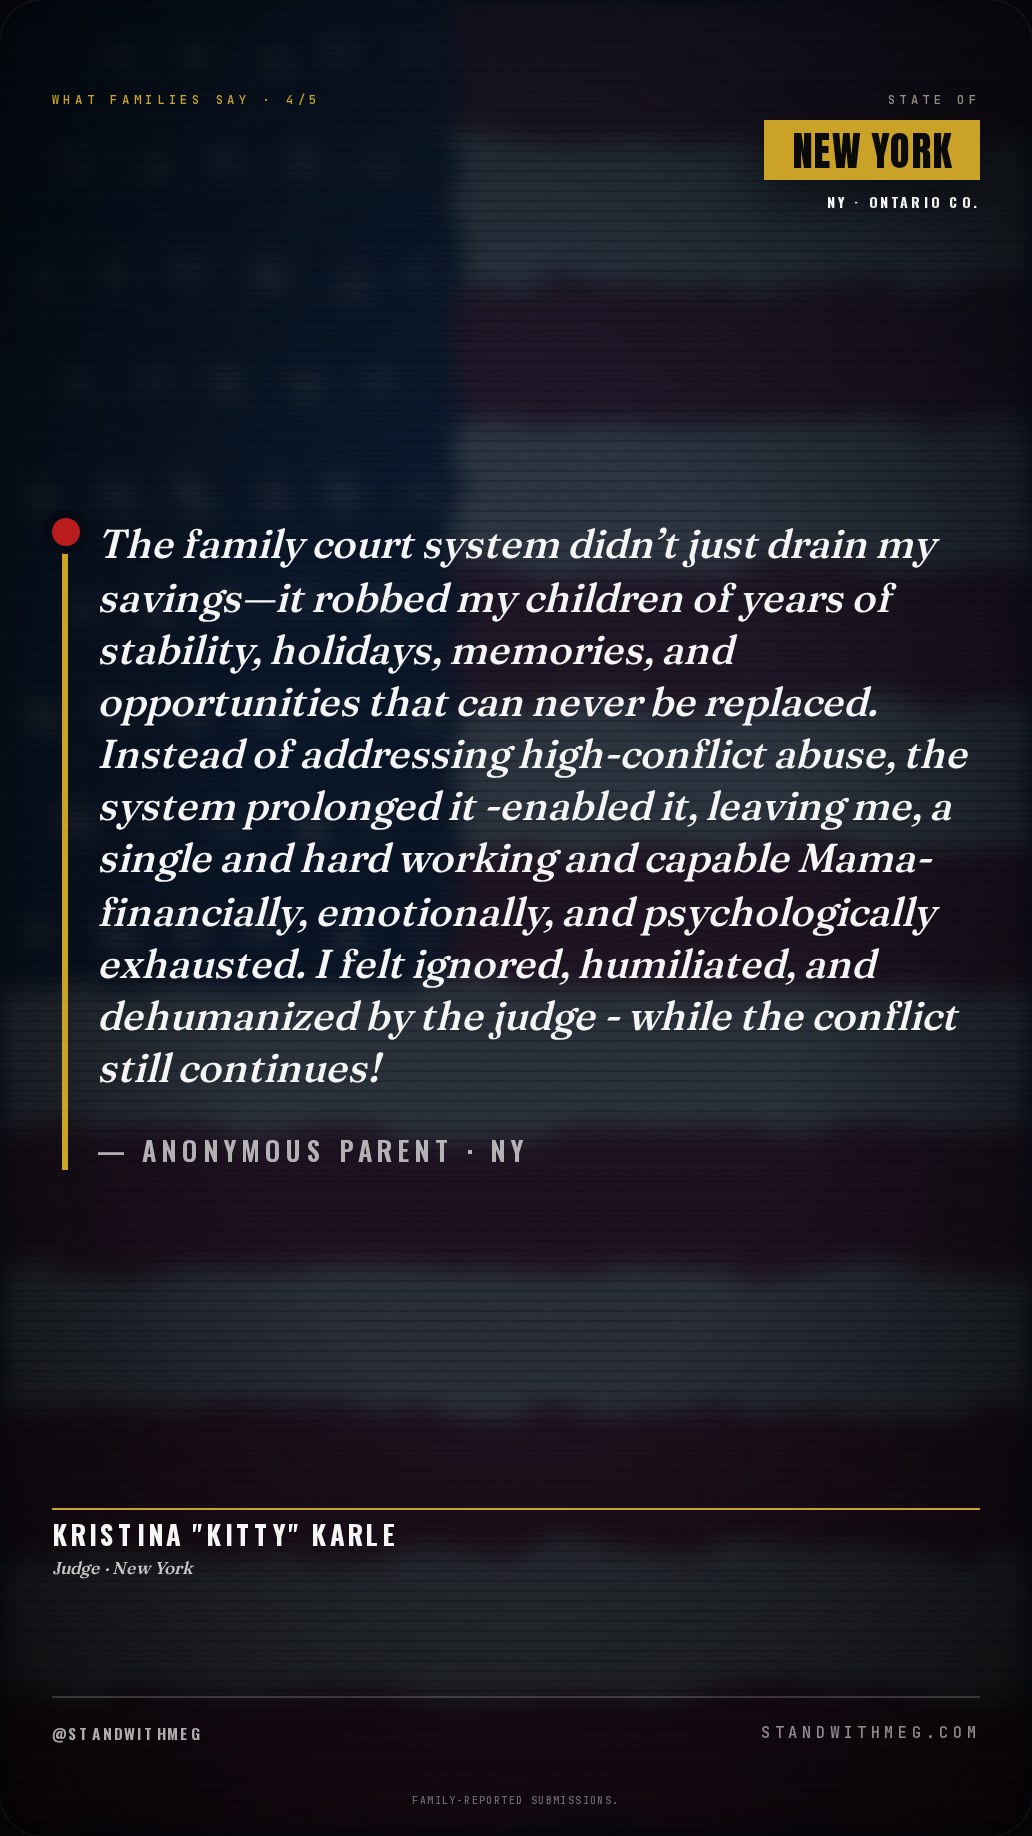 WHAT FAMILIES SAY · 4/5
STATE OF
NEW YORK
NY · ONTARIO CO.
The family court system didn’t just drain my
savings—it robbed my children of years of
stability, holidays, memories, and
opportunities that can never be replaced.
Instead of addressing high-conflict abuse, the
system prolonged it -enabled it, leaving me, a
single and hard working and capable Mama-
financially, emotionally, and psychologically
exhausted. I felt ignored, humiliated, and
dehumanized by the judge - while the conflict
still continues!
— ANONYMOUS PARENT · NY
KRISTINA "KITTY" KARLE
Judge · New York
@STANDWITHMEG
STANDWITHMEG.COM
FAMILY-REPORTED SUBMISSIONS.